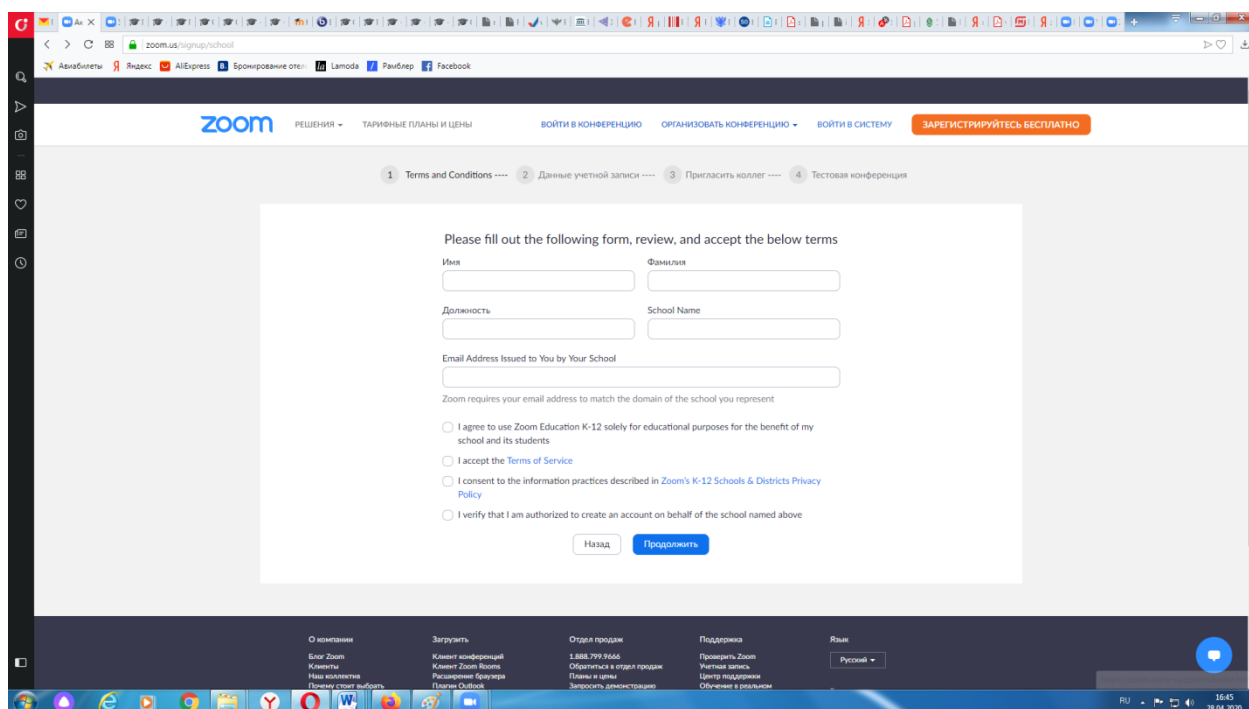 zoom.us/signup/school
Авиабилеты Яндекс AliExpress Бронирование отел Lamoda Рамблер Facebook
zoom РЕШЕНИЯ ТАРИФНЫЕ ПЛАНЫ И ЦЕНЫ ВОЙТИ В КОНФЕРЕНЦИЮ ОРГАНИЗОВАТЬ КОНФЕРЕНЦИЮ ВОЙТИ В СИСТЕМУ ЗАРЕГИСТРИРУЙТЕСЬ БЕСПЛАТНО
1 Terms and Conditions ---- 2 Данные учетной записи ---- 3 Пригласить коллег ---- 4 Тестовая конференция
Please fill out the following form, review, and accept the below terms
Имя Фамилия
Должность School Name
Email Address Issued to You by Your School
Zoom requires your email address to match the domain of the school you represent
I agree to use Zoom Education K-12 solely for educational purposes for the benefit of my
school and its students
I accept the Terms of Service
I consent to the information practices described in Zoom's K-12 Schools & Districts Privacy
Policy
I verify that I am authorized to create an account on behalf of the school named above
Назад Продолжить
О компании Загрузить Отдел продаж Поддержка Язык
Блог Zoom Клиент конференций 1.888.799.9666 Проверить Zoom Русский
Клиенты Клиент Zoom Rooms Обратиться в отдел продаж Учетная запись
Наш коллектив Расширение браузера Планы и цены Центр поддержки
Почему стоит выбрать Плагин Outlook Запросить демонстрацию Обучение в реальном
RU 16:45
28.04.2020